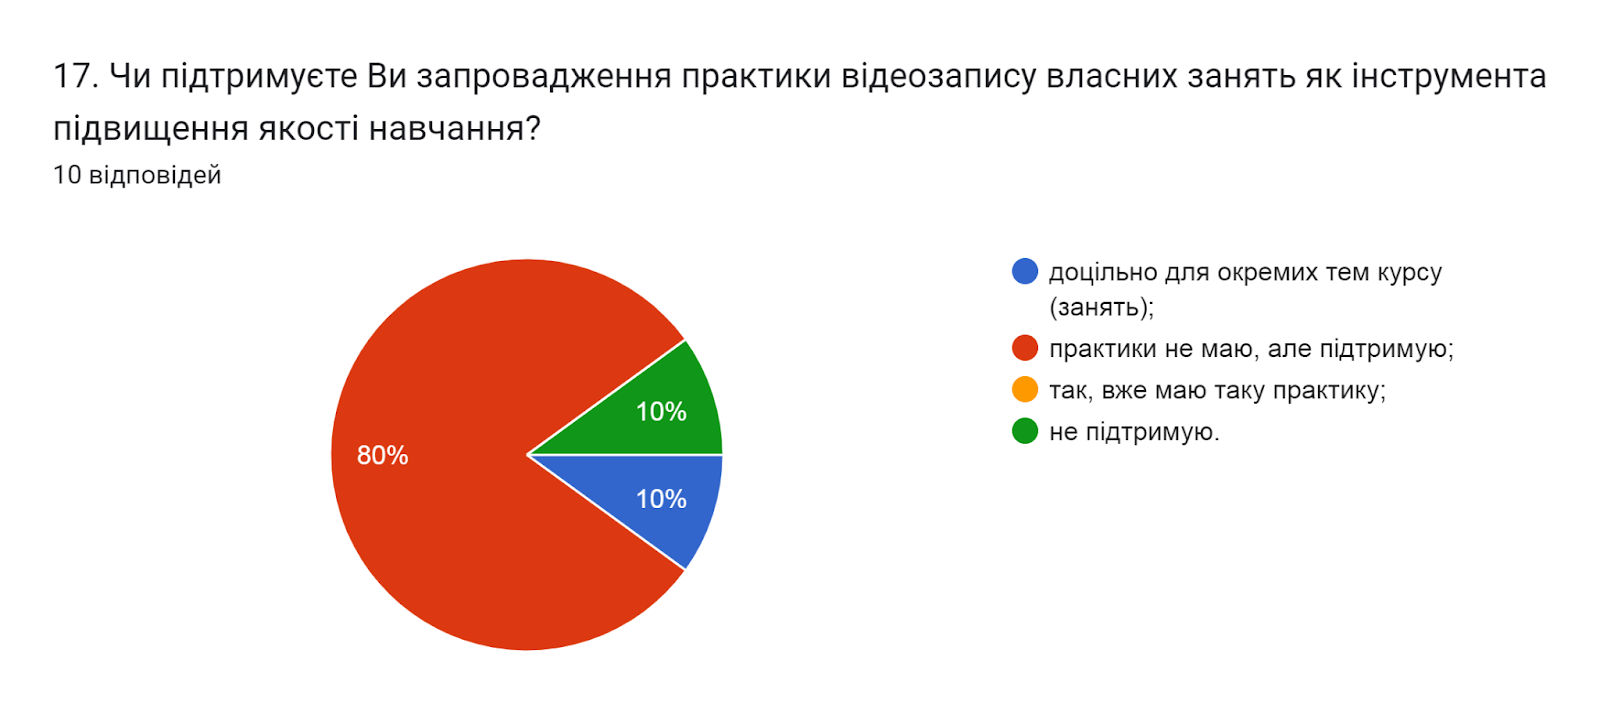 17. Чи підтримуєте Ви запровадження практики відеозапису власних занять як інструмента
підвищення якості навчання?
10 відповідей
80%
10%
10%
доцільно для окремих тем курсу
(занять);
практики не маю, але підтримую;
так, вже маю таку практику;
не підтримую.